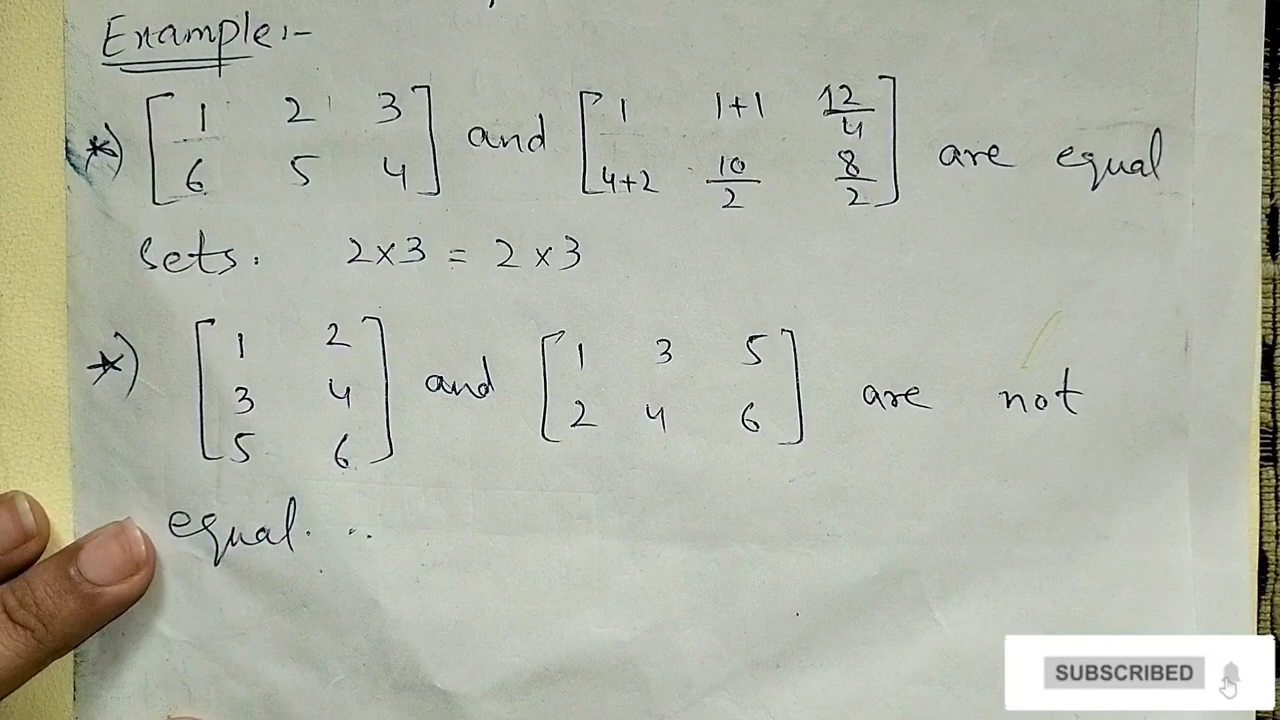 Example:-
*) [1 2 3 6 5 4] and [1 1+1 12/4 4+2 10/2 8/2] are equal
sets. 2×3 = 2×3
*) [1 2 3 4 5 6] and [1 3 5 2 4 6] are not
equal...
SUBSCRIBED